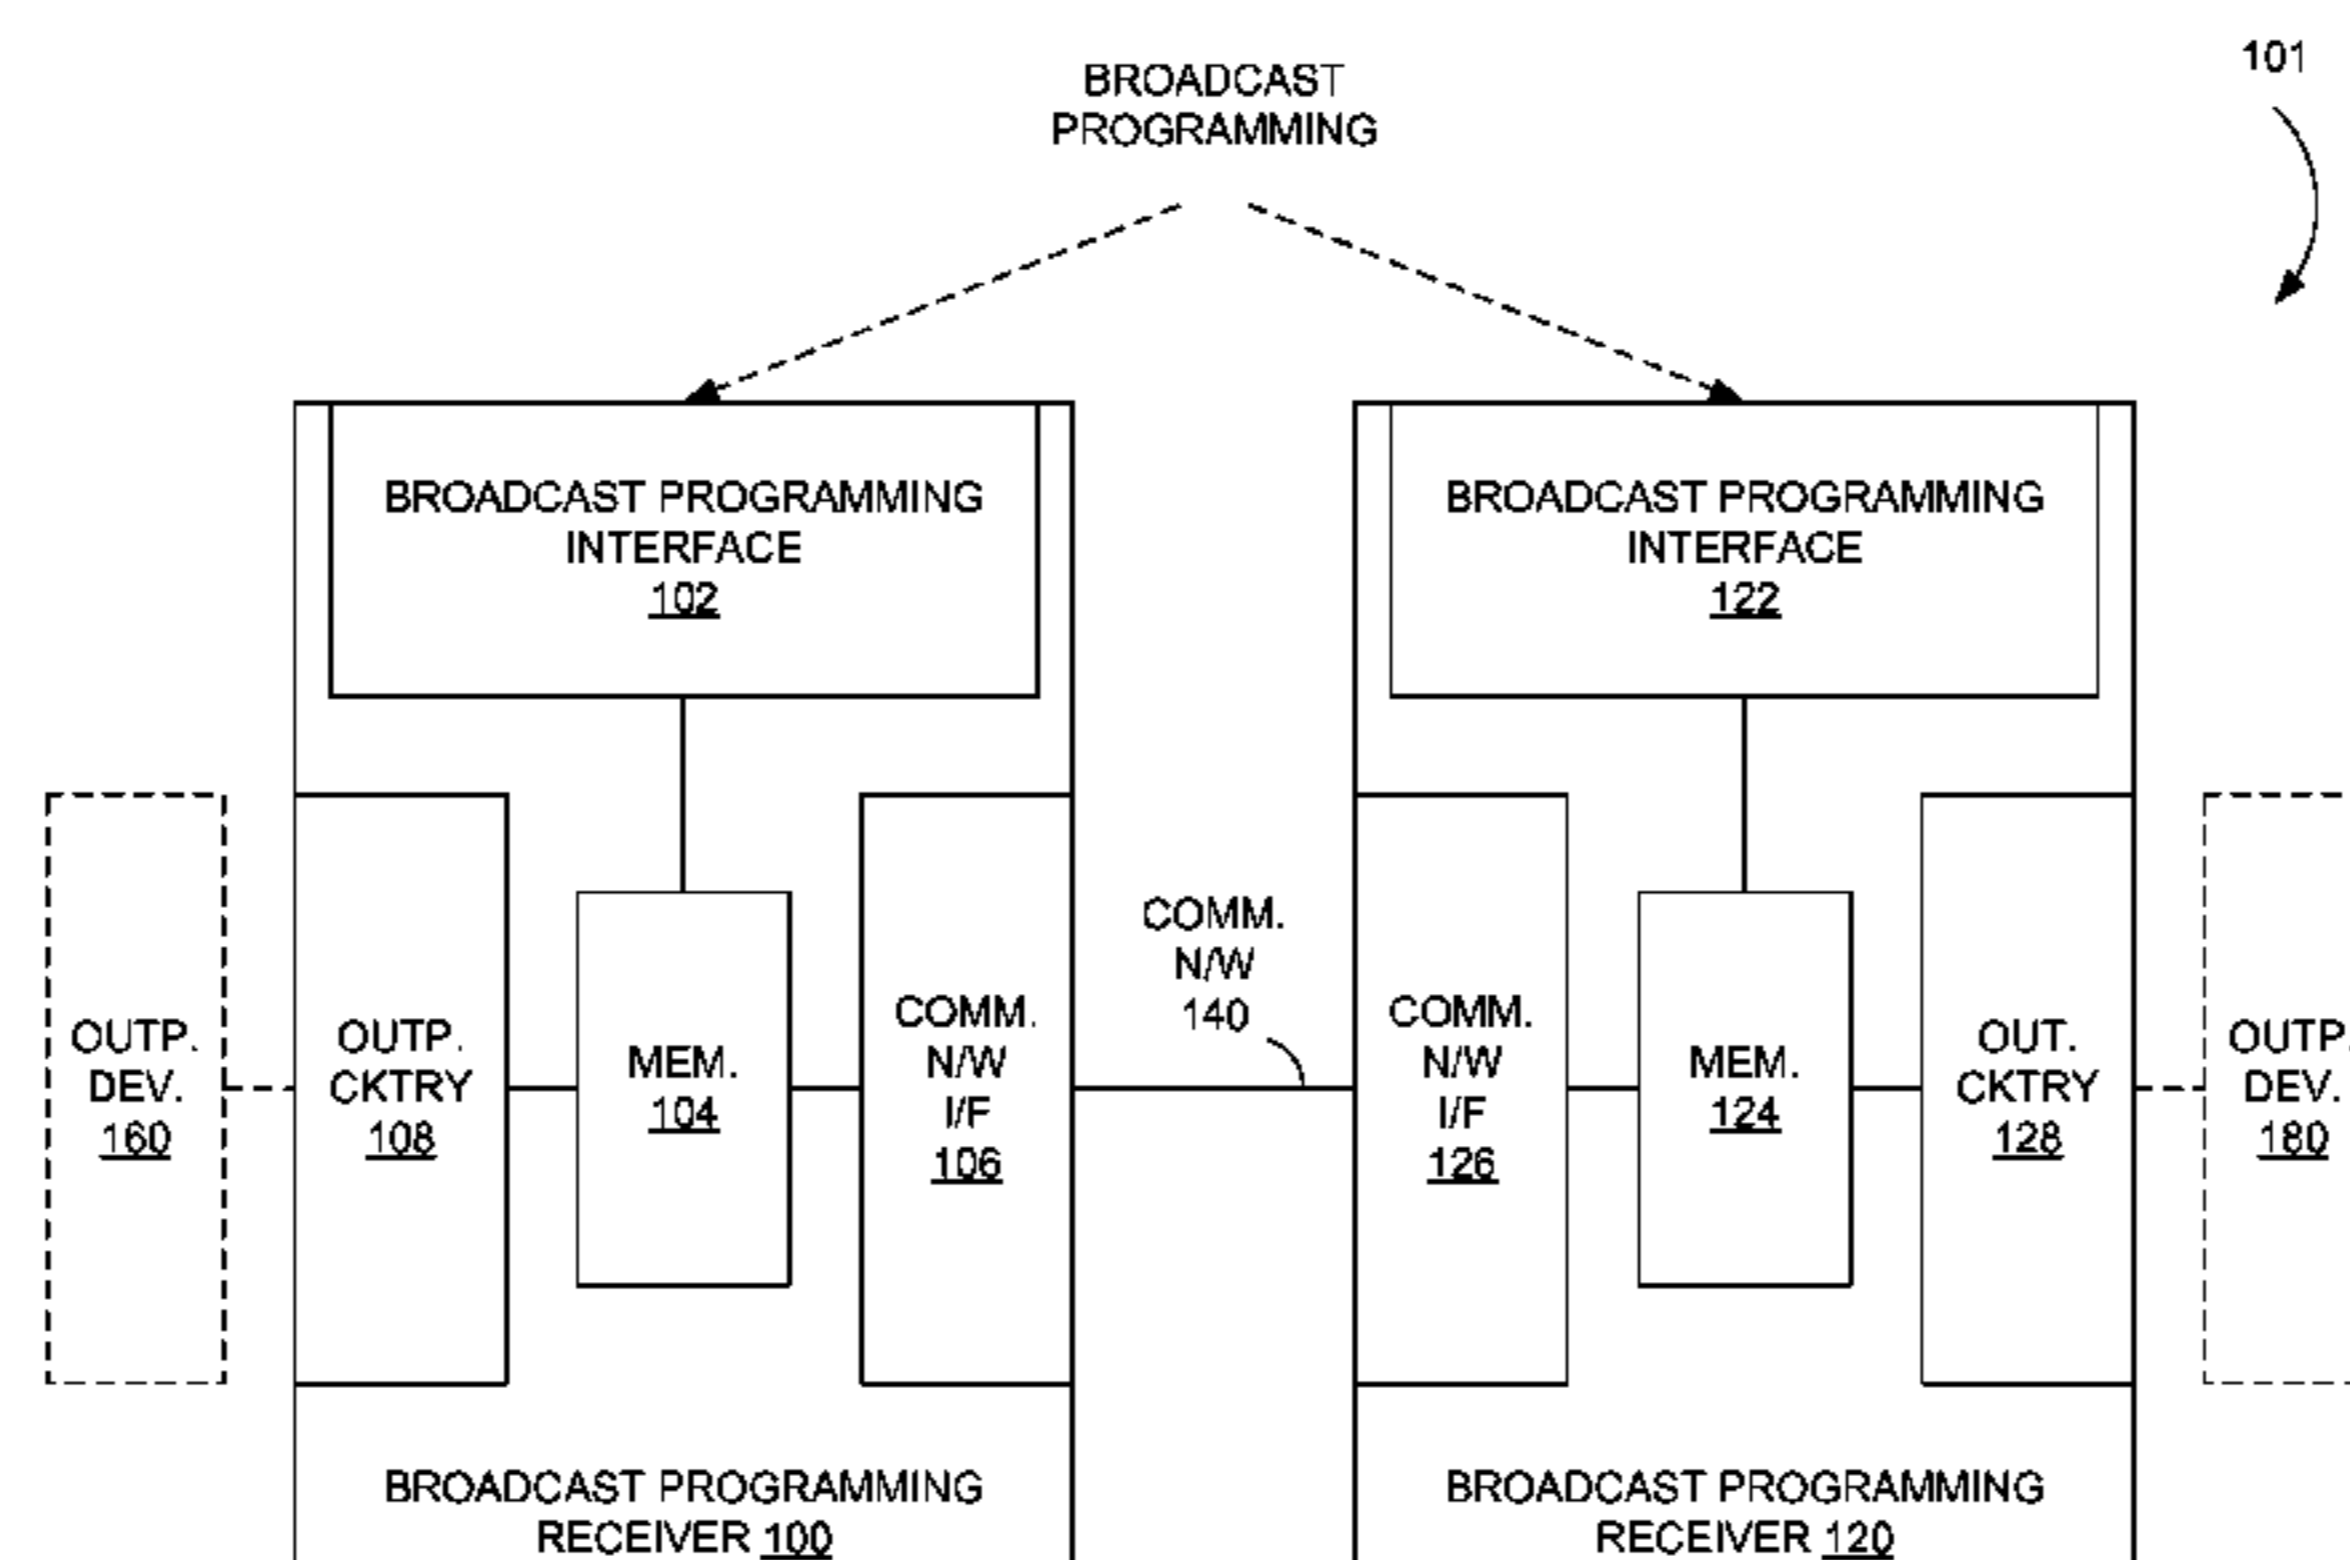 BROADCAST
PROGRAMMING
101
BROADCAST PROGRAMMING
INTERFACE
102
BROADCAST PROGRAMMING
INTERFACE
122
OUTP.
DEV.
160
OUTP.
CKTRY
108
MEM.
104
COMM.
N/W
I/F
106
COMM.
N/W
140
COMM.
N/W
I/F
126
MEM.
124
OUT.
CKTRY
128
OUTP.
DEV.
180
BROADCAST PROGRAMMING
RECEIVER 100
BROADCAST PROGRAMMING
RECEIVER 120